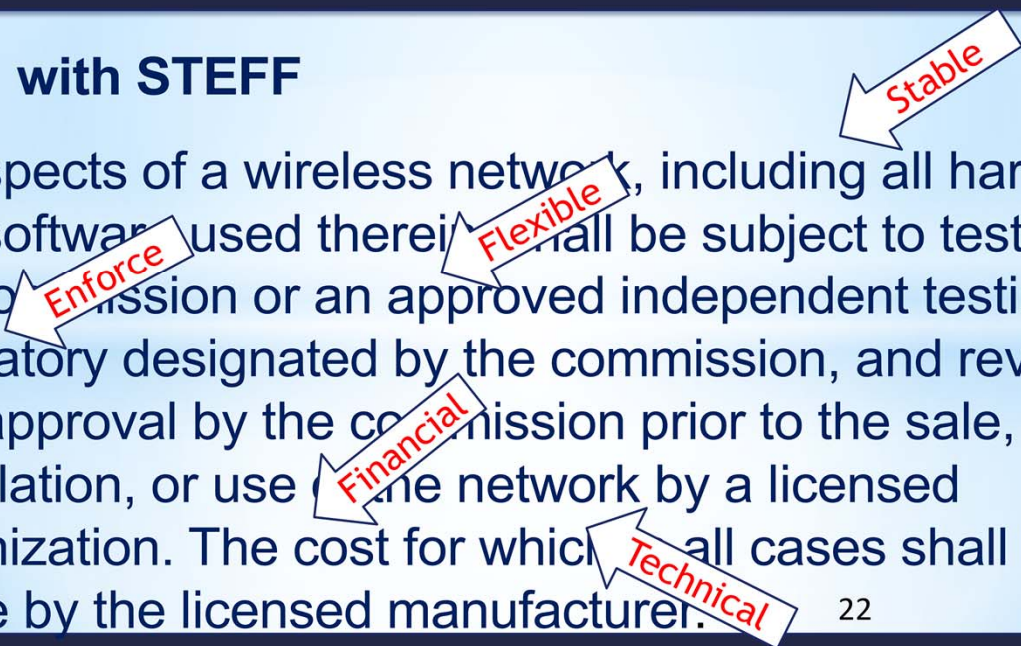 with STEFF
Stable
spects of a wireless network, including all har
software used therein shall be subject to test
Flexible
Enforce
ission or an approved independent testi
atory designated by the commission, and rev
approval by the commission prior to the sale,
Financial
lation, or use the network by a licensed
nization. The cost for which all cases shall
Technical
e by the licensed manufacturer.
22